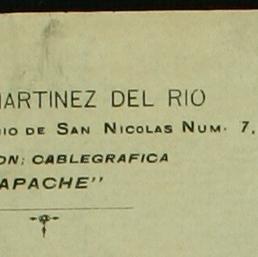 MARTINEZ DEL RIO
IO DE SAN NICOLAS NUM. 7,
ON: CABLEGRAFICA
APACHE"